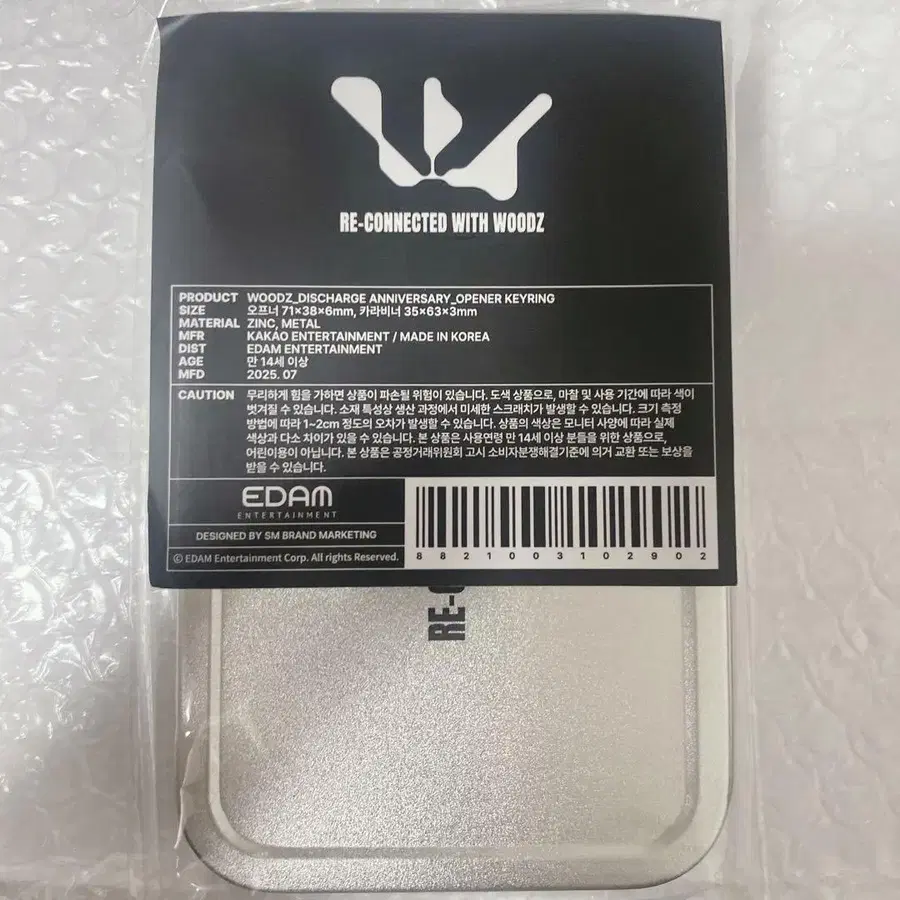 RE-CONNECTED WITH WOODZ
PRODUCT WOODZ_DISCHARGE ANNIVERSARY_OPENER KEYRING
SIZE 오프너 71×38×6mm, 카라비너 35×63×3mm
MATERIAL ZINC, METAL
MFR KAKAO ENTERTAINMENT / MADE IN KOREA
DIST EDAM ENTERTAINMENT
AGE 만 14세 이상
MFD 2025. 07
CAUTION 무리하게 힘을 가하면 상품이 파손될 위험이 있습니다. 도색 상품으로, 마찰 및 사용 기간에 따라 색이
벗겨질 수 있습니다. 소재 특성상 생산 과정에서 미세한 스크래치가 발생할 수 있습니다. 크기 측정
방법에 따라 1~2cm 정도의 오차가 발생할 수 있습니다. 상품의 색상은 모니터 사양에 따라 실제
색상과 다소 차이가 있을 수 있습니다. 본 상품은 사용연령 만 14세 이상 분들을 위한 상품으로,
어린이용이 아닙니다. 본 상품은 공정거래위원회 고시 소비자분쟁해결기준에 의거 교환 또는 보상을
받을 수 있습니다.
EDAM
ENTERTAINMENT
DESIGNED BY SM BRAND MARKETING
© EDAM Entertainment Corp. All rights Reserved.
8821003102902
RE-